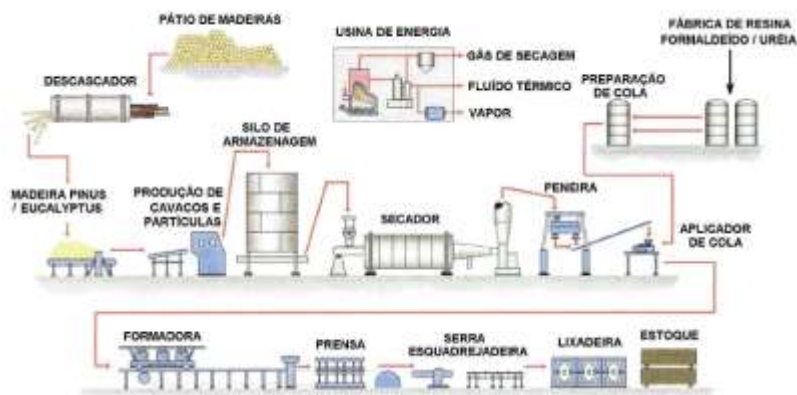 PÁTIO DE MADEIRAS
USINA DE ENERGIA
FÁBRICA DE RESINA
FORMALDEÍDO / URÉIA
GÁS DE SECAGEM
DESCASCADOR
PREPARAÇÃO
DE COLA
FLUÍDO TÉRMICO
VAPOR
SILO DE
ARMAZENAGEM
MADEIRA PINUS
/ EUCALYPTUS
PRODUÇÃO DE
CAVACOS E
PARTÍCULAS
SECADOR
PENEIRA
APLICADOR
DE COLA
FORMADORA
PRENSA
SERRA
ESQUADREJADEIRA
LIXADEIRA
ESTOQUE